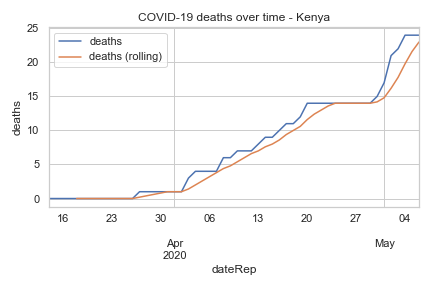 COVID-19 deaths over time - Kenya
deaths
deaths (rolling)
deaths
25
20
15
10
5
0
16 23 30 06 13 20 27 04
Apr May
2020
dateRep